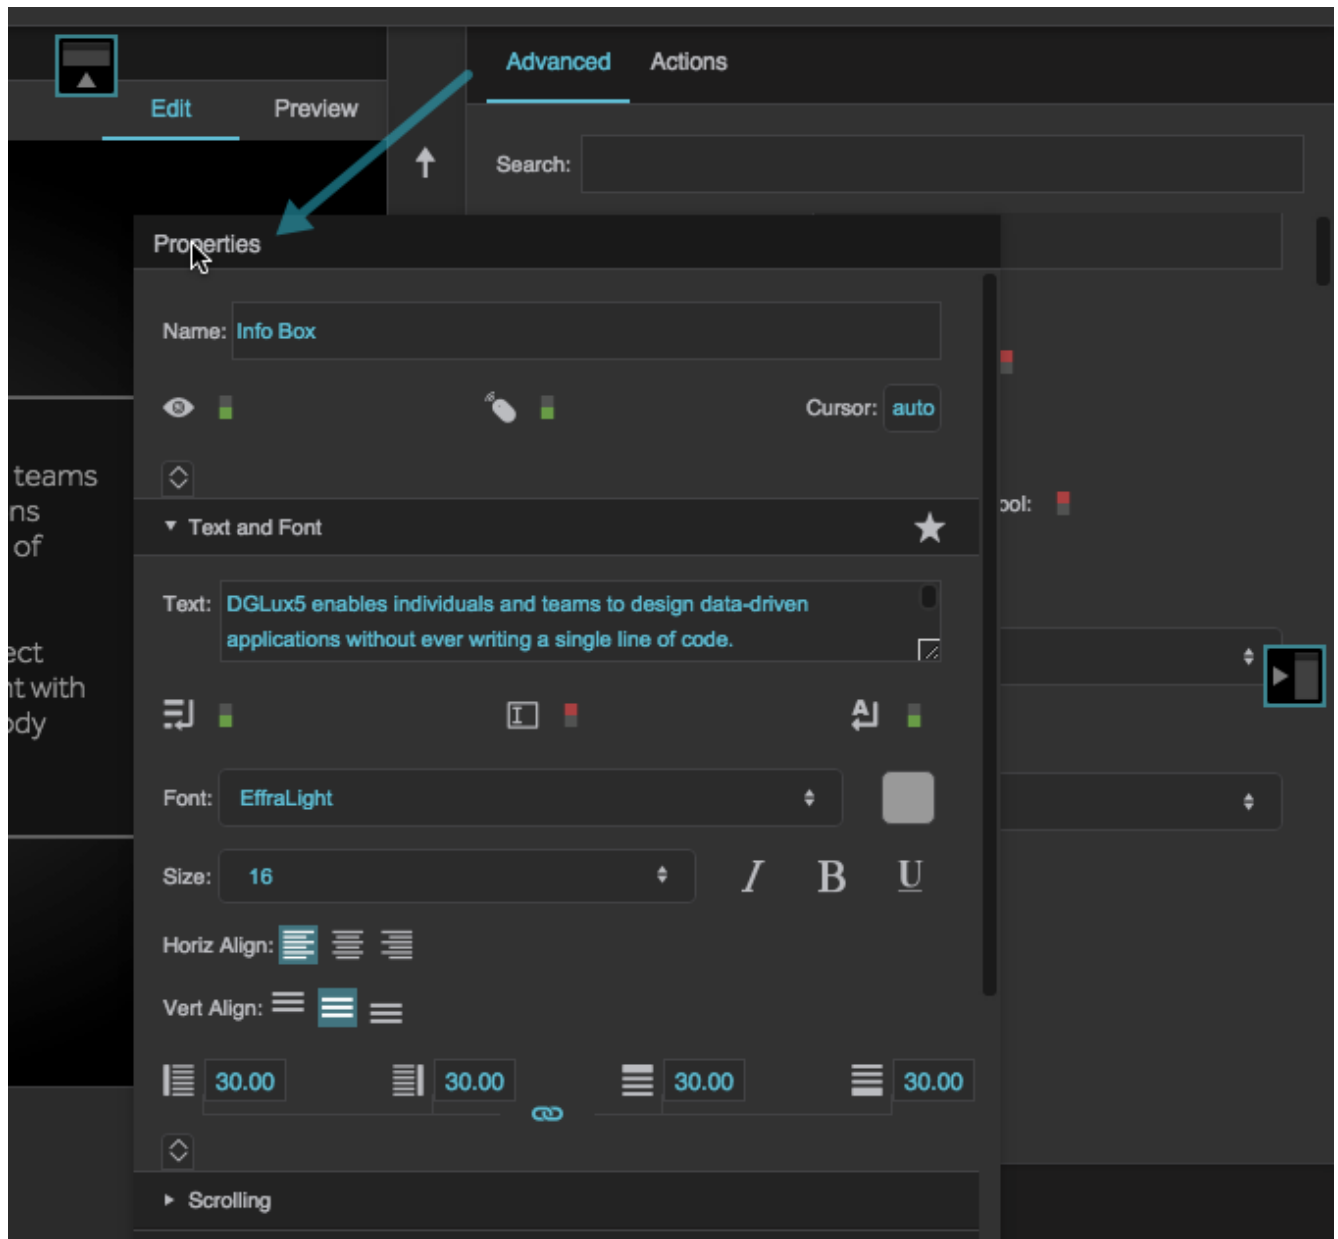 Advanced Actions
Edit Preview
Search:
Properties
Name: Info Box
Cursor: auto
teams
ns
of
ool:
Text and Font
Text: DGLux5 enables individuals and teams to design data-driven
applications without ever writing a single line of code.
ect
nt with
ody
Font: EffraLight
Size: 16 I B U
Horiz Align:
Vert Align:
30.00 30.00 30.00 30.00
Scrolling